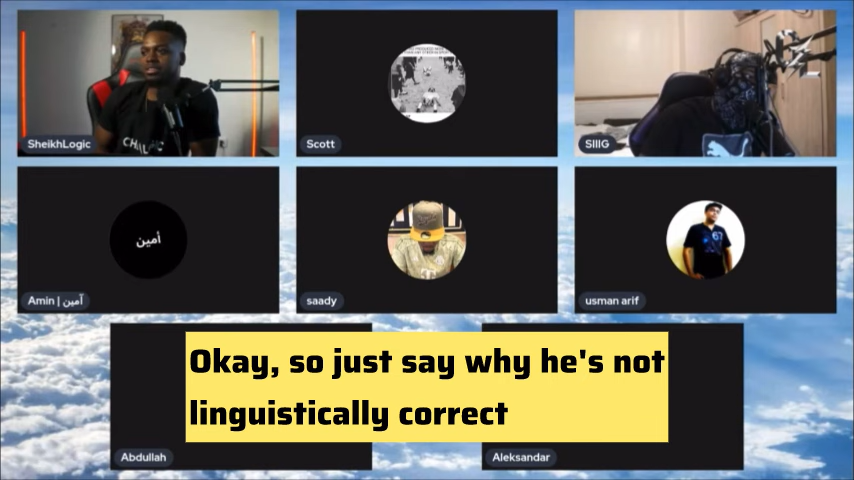 SheikhLogic
Scott
SIIIG
أمين
Amin | آمين
saady
usman arif
Okay, so just say why he's not
linguistically correct
Abdullah
Aleksandar